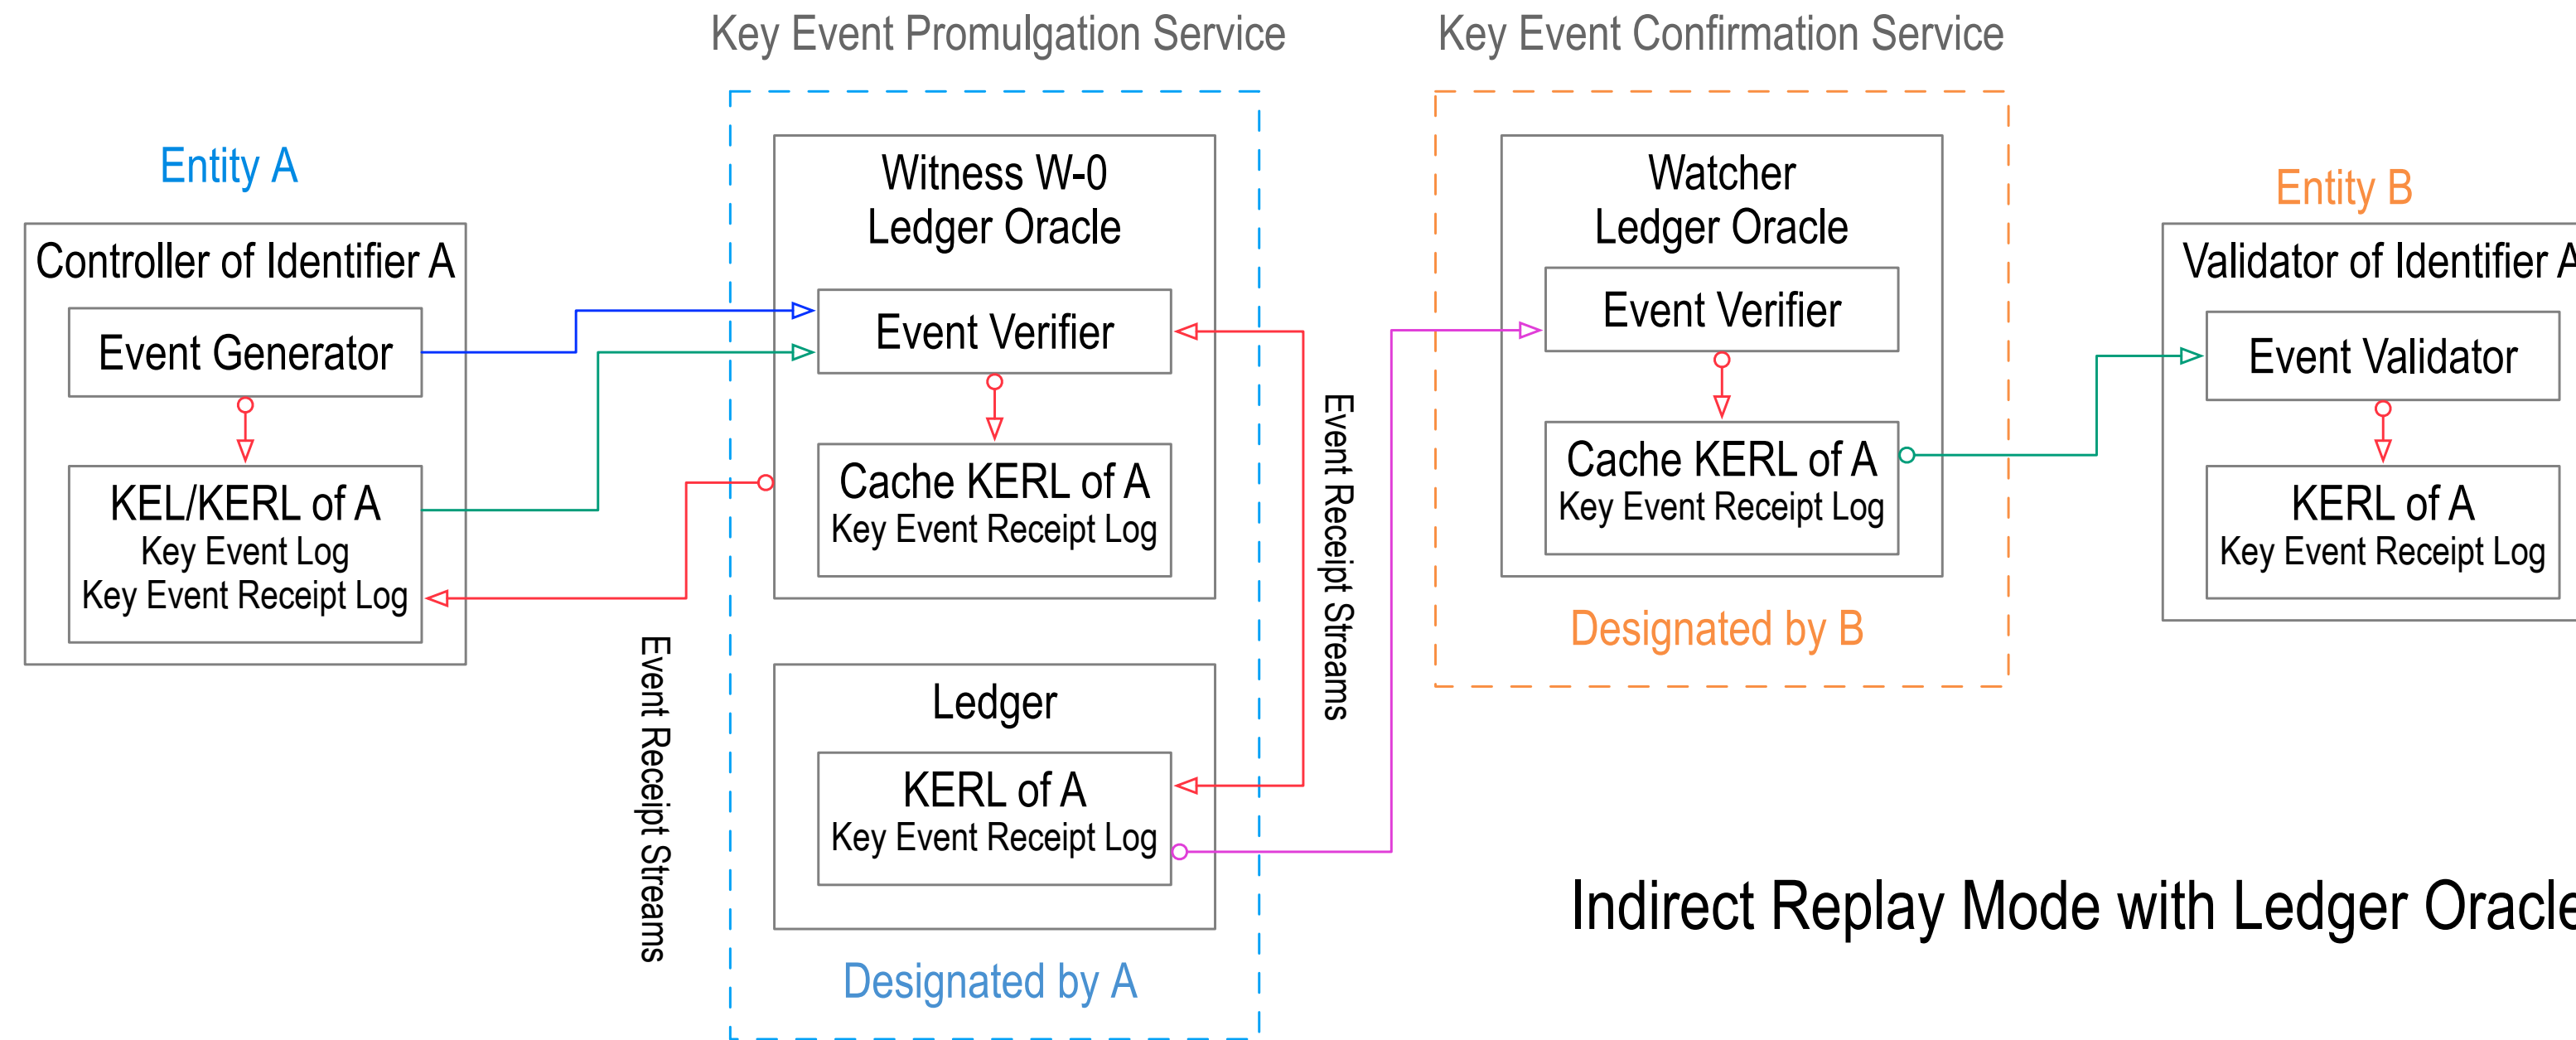 Key Event Promulgation Service
Key Event Confirmation Service
Entity A
Controller of Identifier A
Event Generator
KEL/KERL of A
Key Event Log
Key Event Receipt Log
Event Receipt Streams
Witness W-0
Ledger Oracle
Event Verifier
Cache KERL of A
Key Event Receipt Log
Ledger
KERL of A
Key Event Receipt Log
Designated by A
Event Receipt Streams
Watcher
Ledger Oracle
Event Verifier
Cache KERL of A
Key Event Receipt Log
Designated by B
Entity B
Validator of Identifier A
Event Validator
KERL of A
Key Event Receipt Log
Indirect Replay Mode with Ledger Oracle